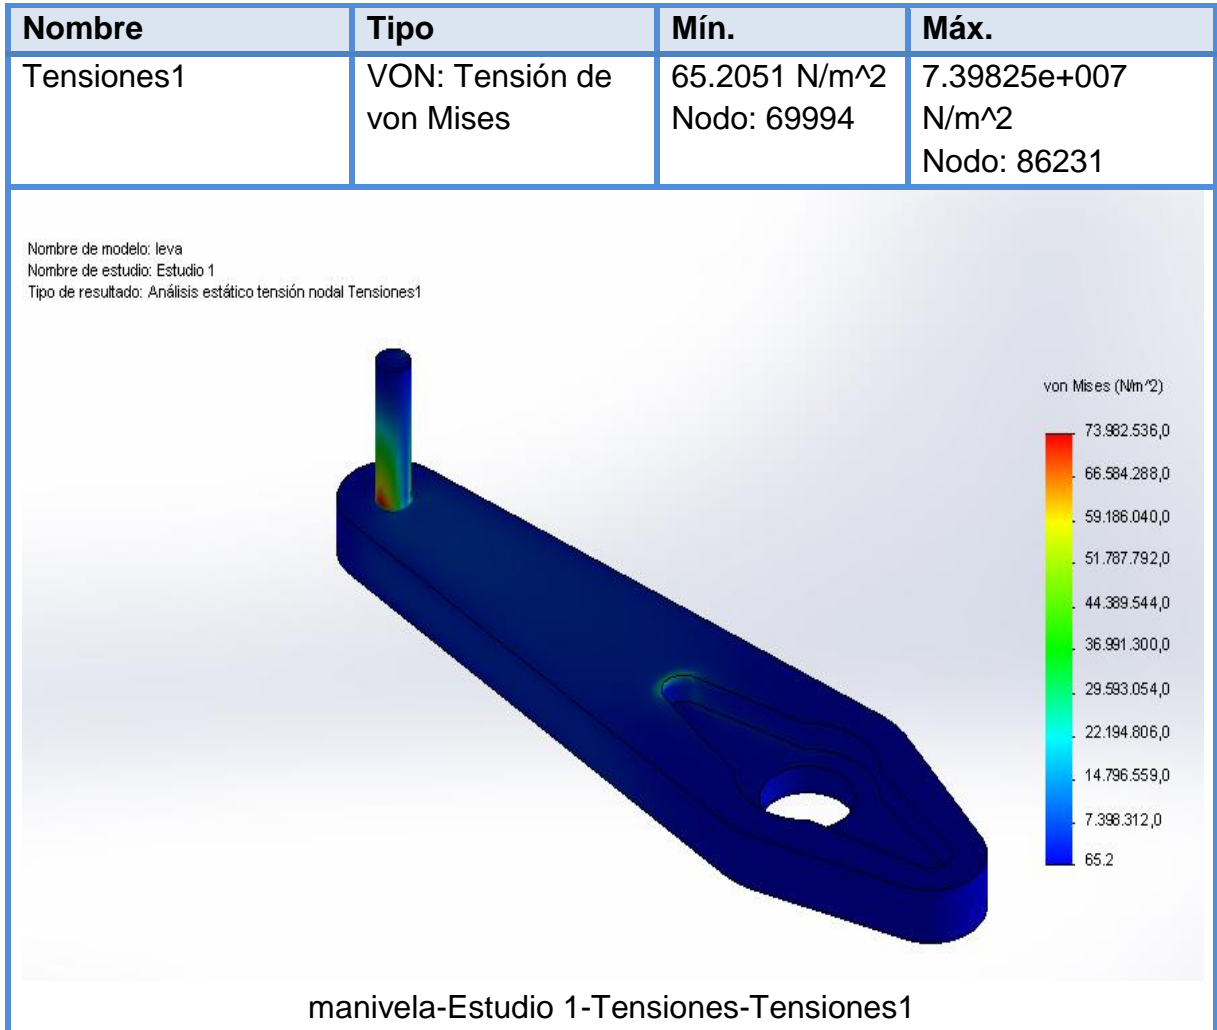 Nombre Tipo Mín. Máx.
Tensiones1 VON: Tensión de 65.2051 N/m^2 7.39825e+007
von Mises Nodo: 69994 N/m^2
Nodo: 86231
Nombre de modelo: leva
Nombre de estudio: Estudio 1
Tipo de resultado: Análisis estático tensión nodal Tensiones1
von Mises (N/m^2)
73.982.536,0
66.584.288,0
59.186.040,0
51.787.792,0
44.389.544,0
36.991.300,0
29.593.054,0
22.194.806,0
14.796.559,0
7.398.312,0
65.2
manivela-Estudio 1-Tensiones-Tensiones1